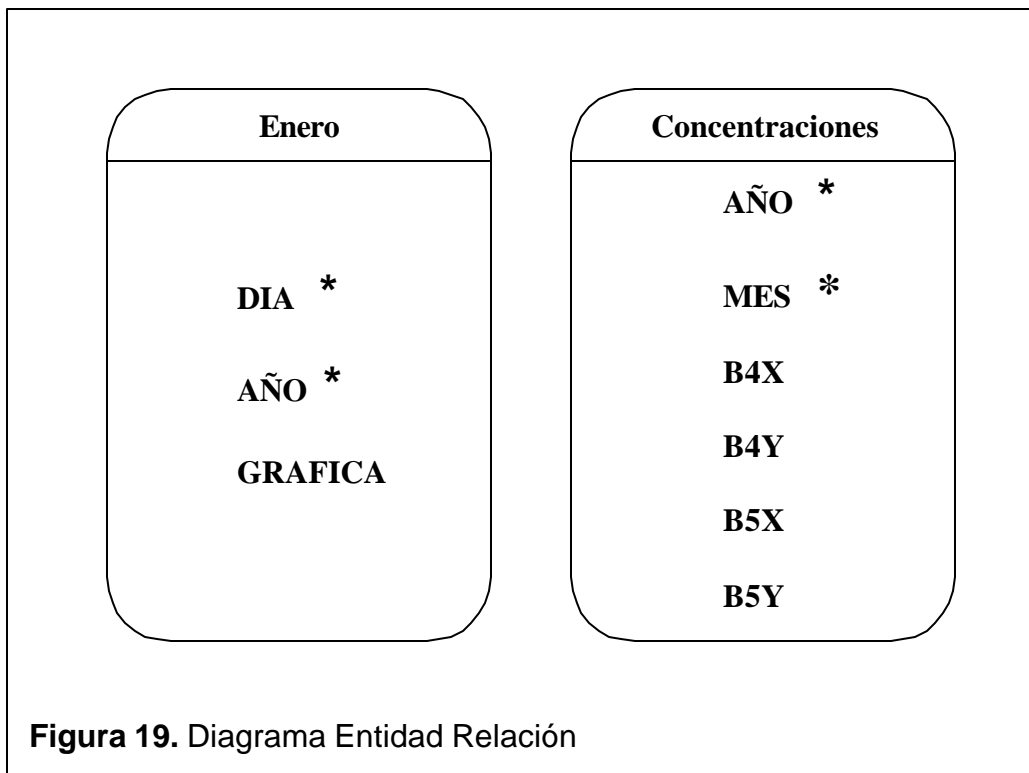 Enero
DIA *
AÑO *
GRAFICA
Concentraciones
AÑO *
MES *
B4X
B4Y
B5X
B5Y
Figura 19. Diagrama Entidad Relación